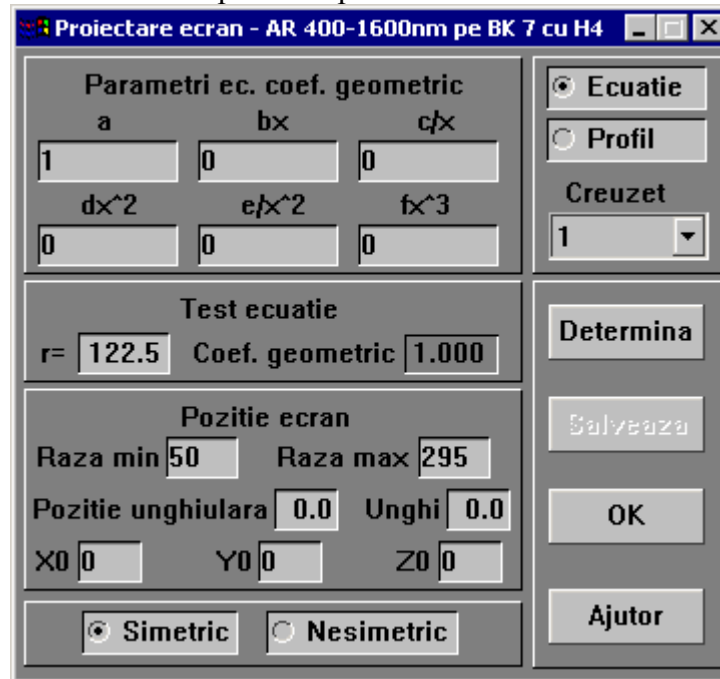 Proiectare ecran - AR 400-1600nm pe BK 7 cu H4
Parametri ec. coef. geometric
a bx c/x
1 0 0
dx^2 e/x^2 fx^3
0 0 0
Ecuatie
Profil
Creuzet
1
Test ecuatie
r= 122.5 Coef. geometric 1.000
Pozitie ecran
Raza min 50 Raza max 295
Pozitie unghiulara 0.0 Unghi 0.0
X0 0 Y0 0 Z0 0
Simetric Nesimetric
Determina
Salveaza
OK
Ajutor